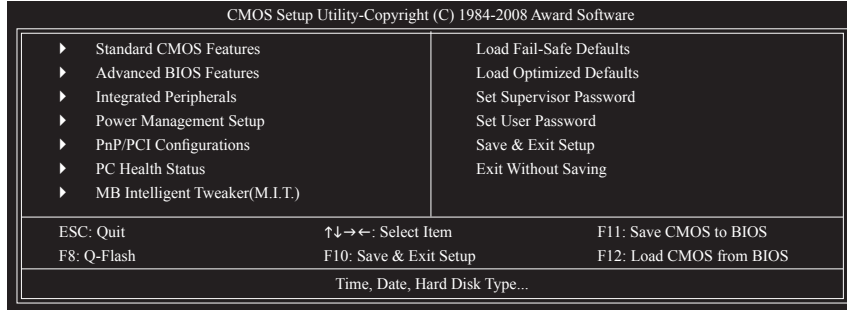 CMOS Setup Utility-Copyright (C) 1984-2008 Award Software
Standard CMOS Features
Advanced BIOS Features
Integrated Peripherals
Power Management Setup
PnP/PCI Configurations
PC Health Status
MB Intelligent Tweaker(M.I.T.)
Load Fail-Safe Defaults
Load Optimized Defaults
Set Supervisor Password
Set User Password
Save & Exit Setup
Exit Without Saving
ESC: Quit
↑↓→←: Select Item
F11: Save CMOS to BIOS
F8: Q-Flash
F10: Save & Exit Setup
F12: Load CMOS from BIOS
Time, Date, Hard Disk Type...